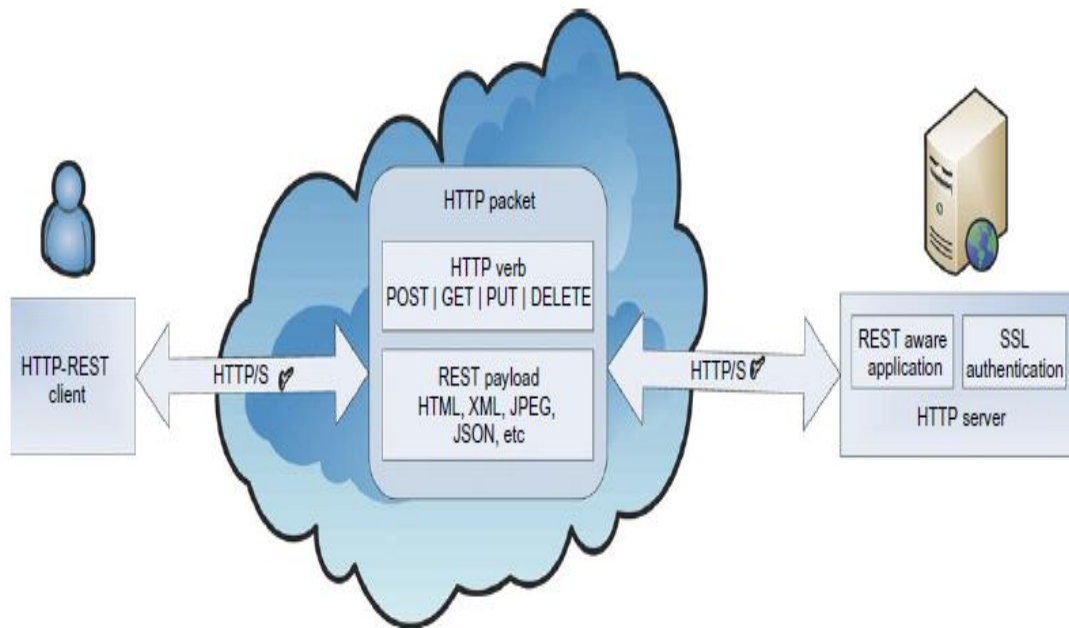 HTTP packet
HTTP verb
POST | GET | PUT | DELETE
HTTP-REST
client
HTTP/S
REST payload
HTML, XML, JPEG,
JSON, etc
HTTP/S
REST aware
application
SSL
authentication
HTTP server